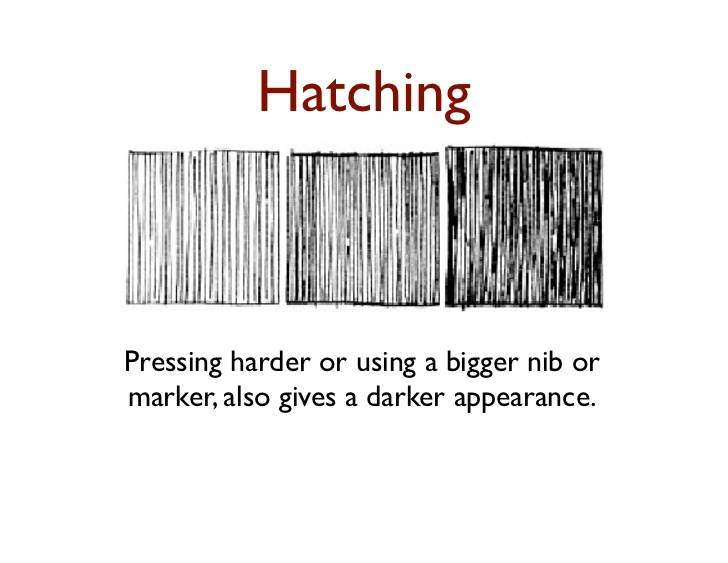 Hatching
Pressing harder or using a bigger nib or
marker, also gives a darker appearance.